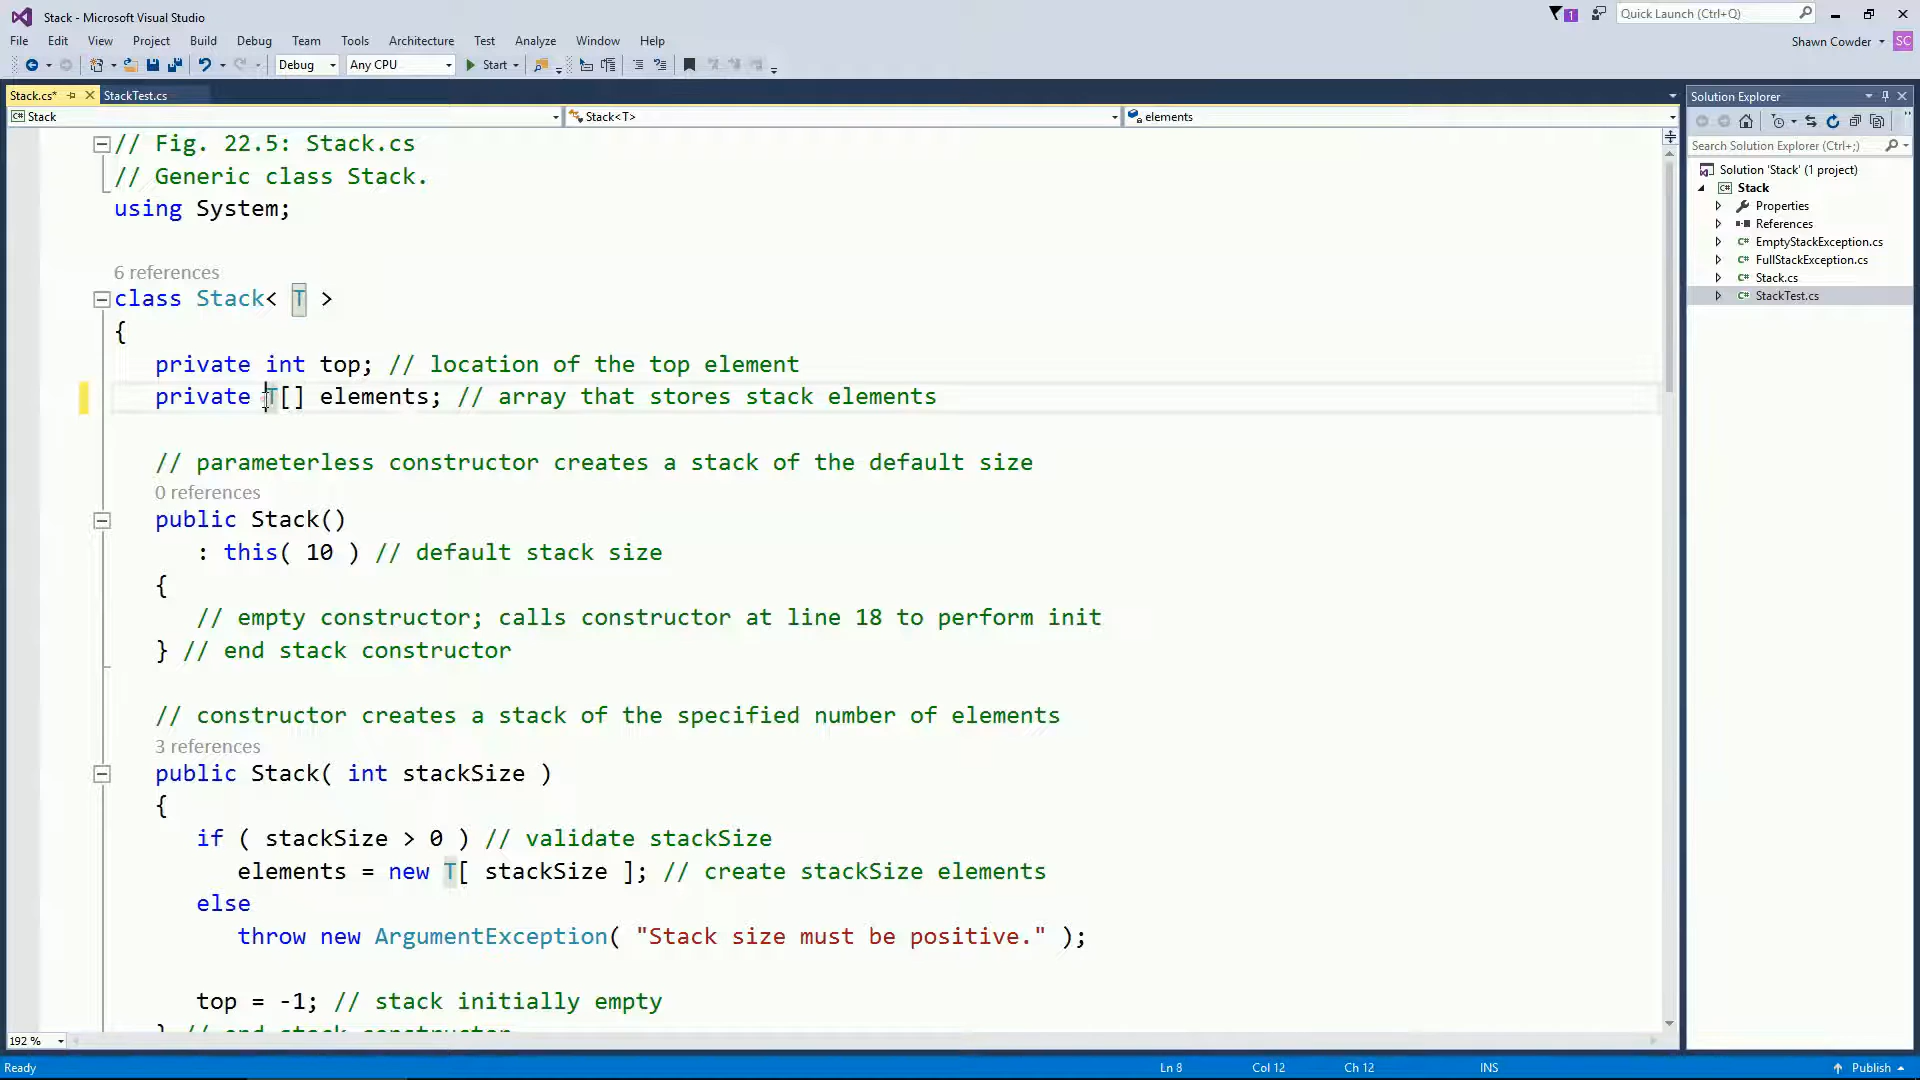 Stack - Microsoft Visual Studio
1
Quick Launch (Ctrl+Q)
File Edit View Project Build Debug Team Tools Architecture Test Analyze Window Help
Shawn Cowder SC
Debug Any CPU Start
Stack.cs* StackTest.cs
Stack Stack<T> elements
// Fig. 22.5: Stack.cs
// Generic class Stack.
using System;
6 references
class Stack< T >
{
private int top; // location of the top element
private T[] elements; // array that stores stack elements
// parameterless constructor creates a stack of the default size
0 references
public Stack()
: this( 10 ) // default stack size
{
// empty constructor; calls constructor at line 18 to perform init
} // end stack constructor
// constructor creates a stack of the specified number of elements
3 references
public Stack( int stackSize )
{
if ( stackSize > 0 ) // validate stackSize
elements = new T[ stackSize ]; // create stackSize elements
else
throw new ArgumentException( "Stack size must be positive." );
top = -1; // stack initially empty
} // end stack constructor
192 %
Solution Explorer
Search Solution Explorer (Ctrl+;)
Solution 'Stack' (1 project)
Stack
Properties
References
EmptyStackException.cs
FullStackException.cs
Stack.cs
StackTest.cs
Ready Ln 8 Col 12 Ch 12 INS Publish